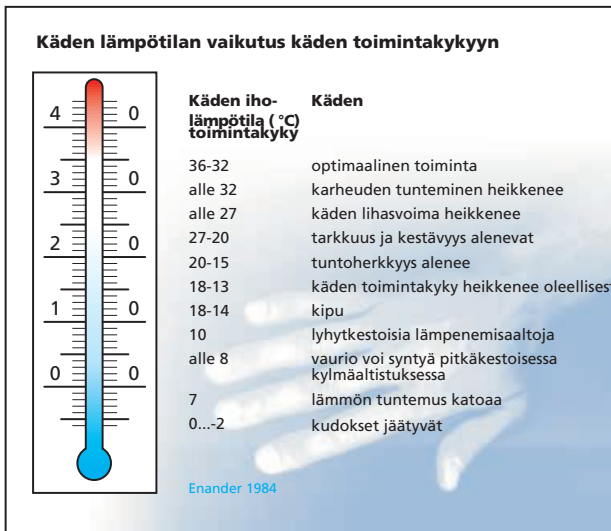 Käden lämpötilan vaikutus käden toimintakykyyn
4 0
3 0
2 0
1 0
0 0
Käden iho- Käden
lämpötila ( °C)
toimintakyky
36-32 optimaalinen toiminta
alle 32 karheuden tunteminen heikkenee
alle 27 käden lihasvoima heikkenee
27-20 tarkkuus ja kestävyys alenevat
20-15 tuntoherkkyys alenee
18-13 käden toimintakyky heikkenee oleellisest
18-14 kipu
10 lyhytkestoisia lämpenemisaaltoja
alle 8 vaurio voi syntyä pitkäkestoisessa
kylmäaltistuksessa
7 lämmön tuntemus katoaa
0...-2 kudokset jäätyvät
Enander 1984